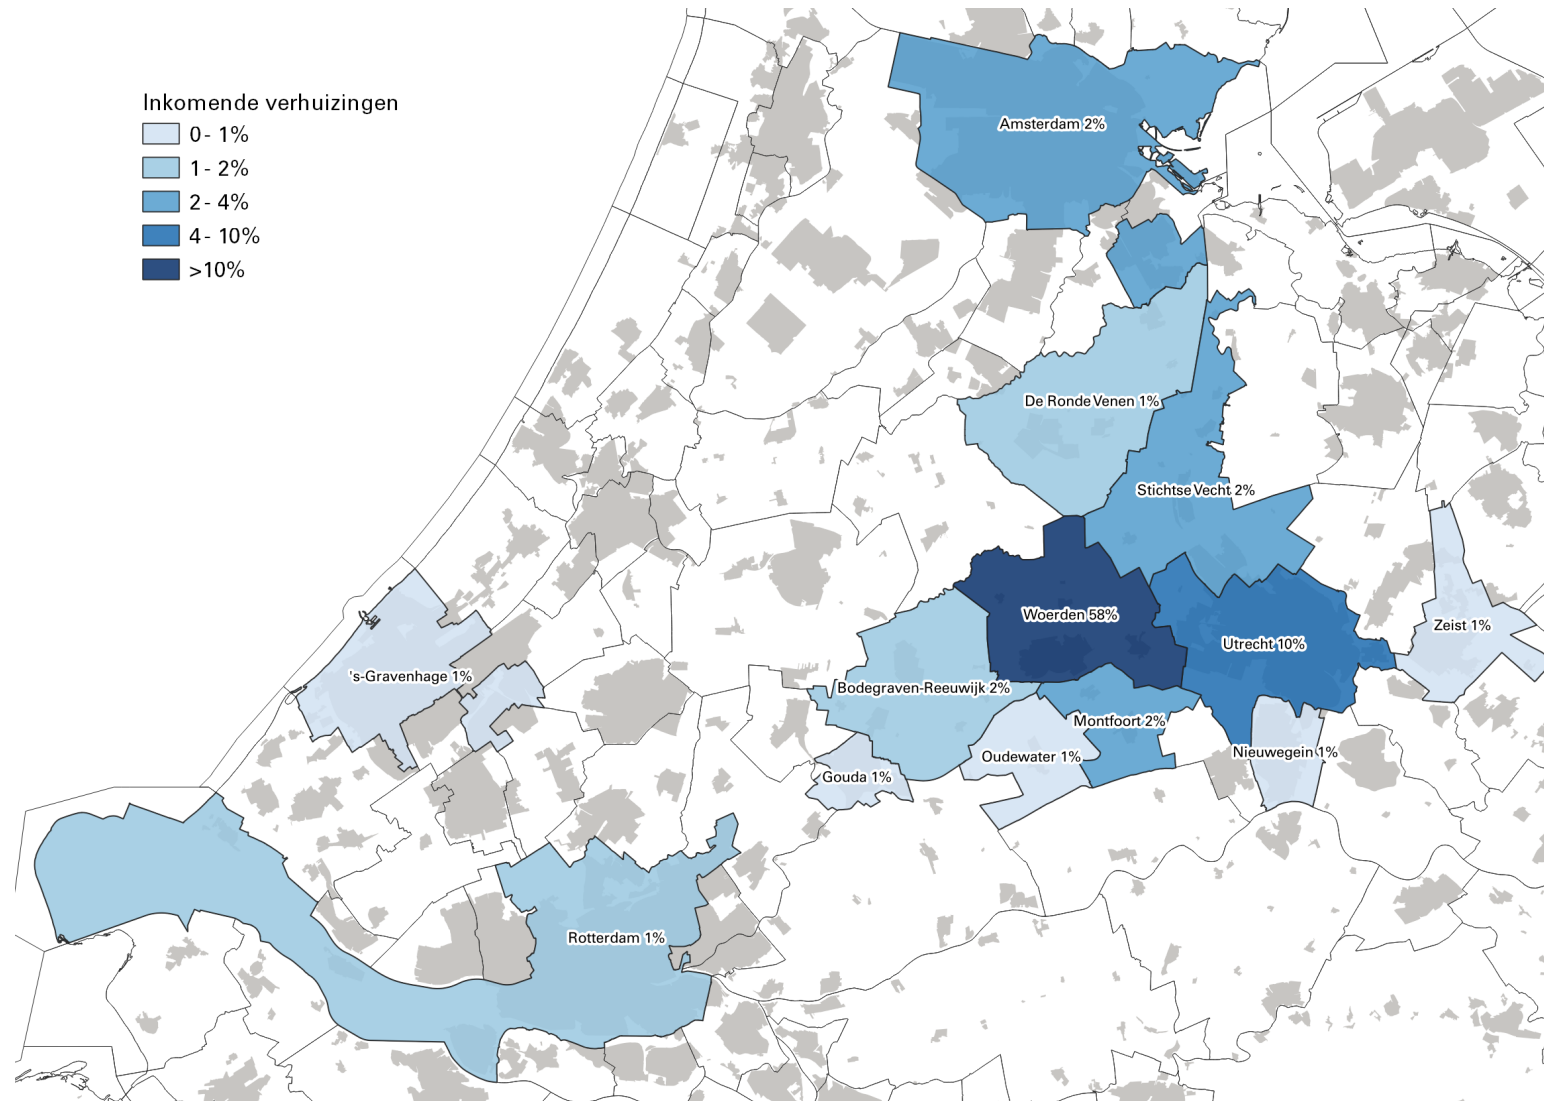 Inkomende verhuizingen
0 - 1%
1 - 2%
2 - 4%
4 - 10%
>10%
Amsterdam 2%
De Ronde Venen 1%
Stichtse Vecht 2%
Woerden 58%
Zeist 1%
Utrecht 10%
's-Gravenhage 1%
Bodegraven-Reeuwijk 2%
Montfoort 2%
Nieuwegein 1%
Oudewater 1%
Gouda 1%
Rotterdam 1%